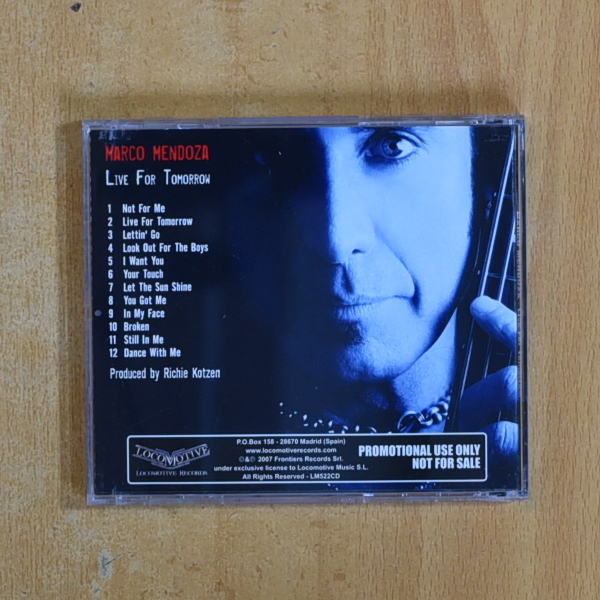 MARCO MENDOZA
LIVE FOR TOMORROW
1 Not For Me
2 Live For Tomorrow
3 Lettin' Go
4 Look Out For The Boys
5 I Want You
6 Your Touch
7 Let The Sun Shine
8 You Got Me
9 In My Face
10 Broken
11 Still In Me
12 Dance With Me
Produced by Richie Kotzen
LOCOMOTIVE
LOCOMOTIVE RECORDS
P.O.Box 158 - 28670 Madrid (Spain)
www.locomotiverecords.com
©&℗ 2007 Frontiers Records Srl.
under exclusive license to Locomotive Music S.L.
All Rights Reserved - LM522CD
PROMOTIONAL USE ONLY
NOT FOR SALE